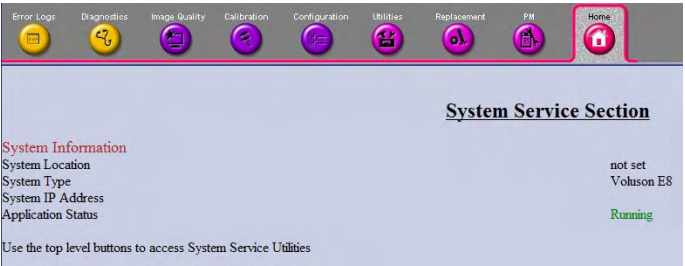 Error Logs Diagnostics Image Quality Calibration Configuration Utilities Replacement PM Home
System Service Section
System Information
System Location not set
System Type Voluson E8
System IP Address
Application Status Running
Use the top level buttons to access System Service Utilities